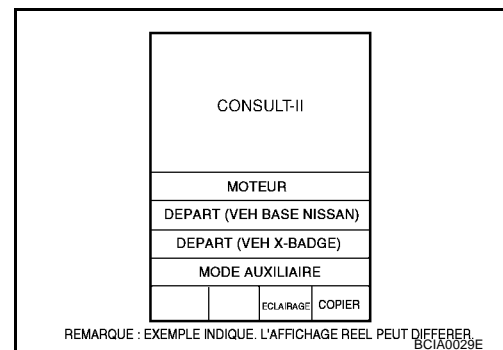 CONSULT-II
MOTEUR
DEPART (VEH BASE NISSAN)
DEPART (VEH X-BADGE)
MODE AUXILIAIRE
ECLAIRAGE COPIER
REMARQUE : EXEMPLE INDIQUE. L'AFFICHAGE REEL PEUT DIFFERER.
BCIA0029E